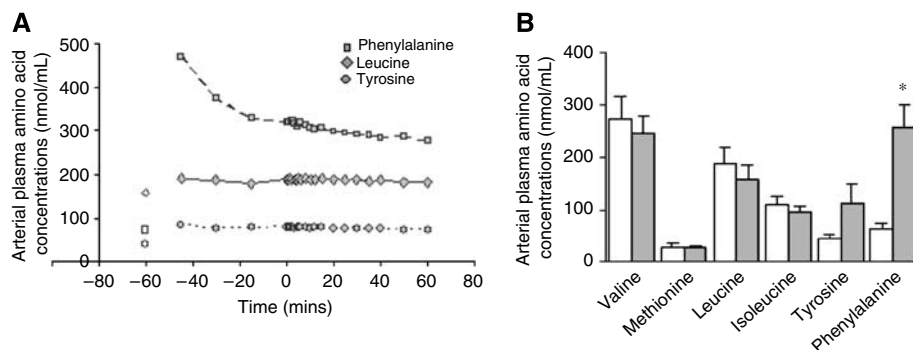 A
Arterial plasma amino acid
concentrations (nmol/mL)
500
400
300
200
100
0
−80
−60
−40
−20
0
20
40
60
80
Time (mins)
Phenylalanine
Leucine
Tyrosine
B
Arterial plasma amino acid
concentrations (nmol/mL)
400
300
200
100
0
*
Valine
Methionine
Leucine
Isoleucine
Tyrosine
Phenylalanine